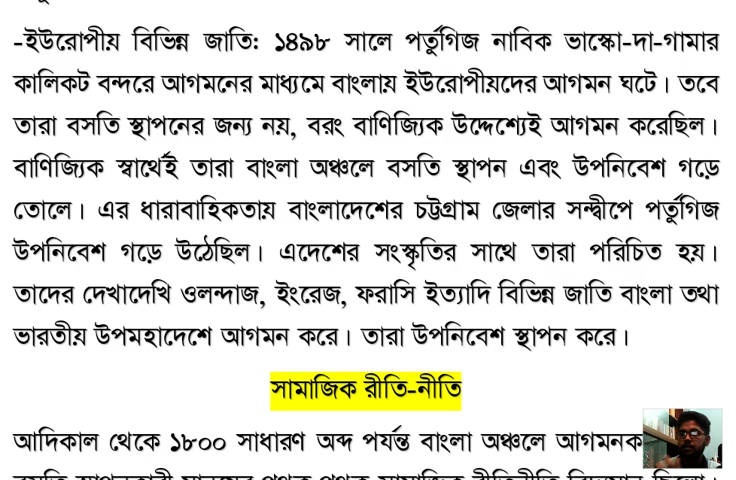 -ইউরোপীয় বিভিন্ন জাতি: ১৪৯৮ সালে পর্তুগিজ নাবিক ভাস্কো-দা-গামার
কালিকট বন্দরে আগমনের মাধ্যমে বাংলায় ইউরোপীয়দের আগমন ঘটে। তবে
তারা বসতি স্থাপনের জন্য নয়, বরং বাণিজ্যিক উদ্দেশ্যেই আগমন করেছিল।
বাণিজ্যিক স্বার্থেই তারা বাংলা অঞ্চলে বসতি স্থাপন এবং উপনিবেশ গড়ে
তোলে। এর ধারাবাহিকতায় বাংলাদেশের চট্টগ্রাম জেলার সন্দ্বীপে পর্তুগিজ
উপনিবেশ গড়ে উঠেছিল। এদেশের সংস্কৃতির সাথে তারা পরিচিত হয়।
তাদের দেখাদেখি ওলন্দাজ, ইংরেজ, ফরাসি ইত্যাদি বিভিন্ন জাতি বাংলা তথা
ভারতীয় উপমহাদেশে আগমন করে। তারা উপনিবেশ স্থাপন করে।
সামাজিক রীতি-নীতি
আদিকাল থেকে ১৮০০ সাধারণ অব্দ পর্যন্ত বাংলা অঞ্চলে